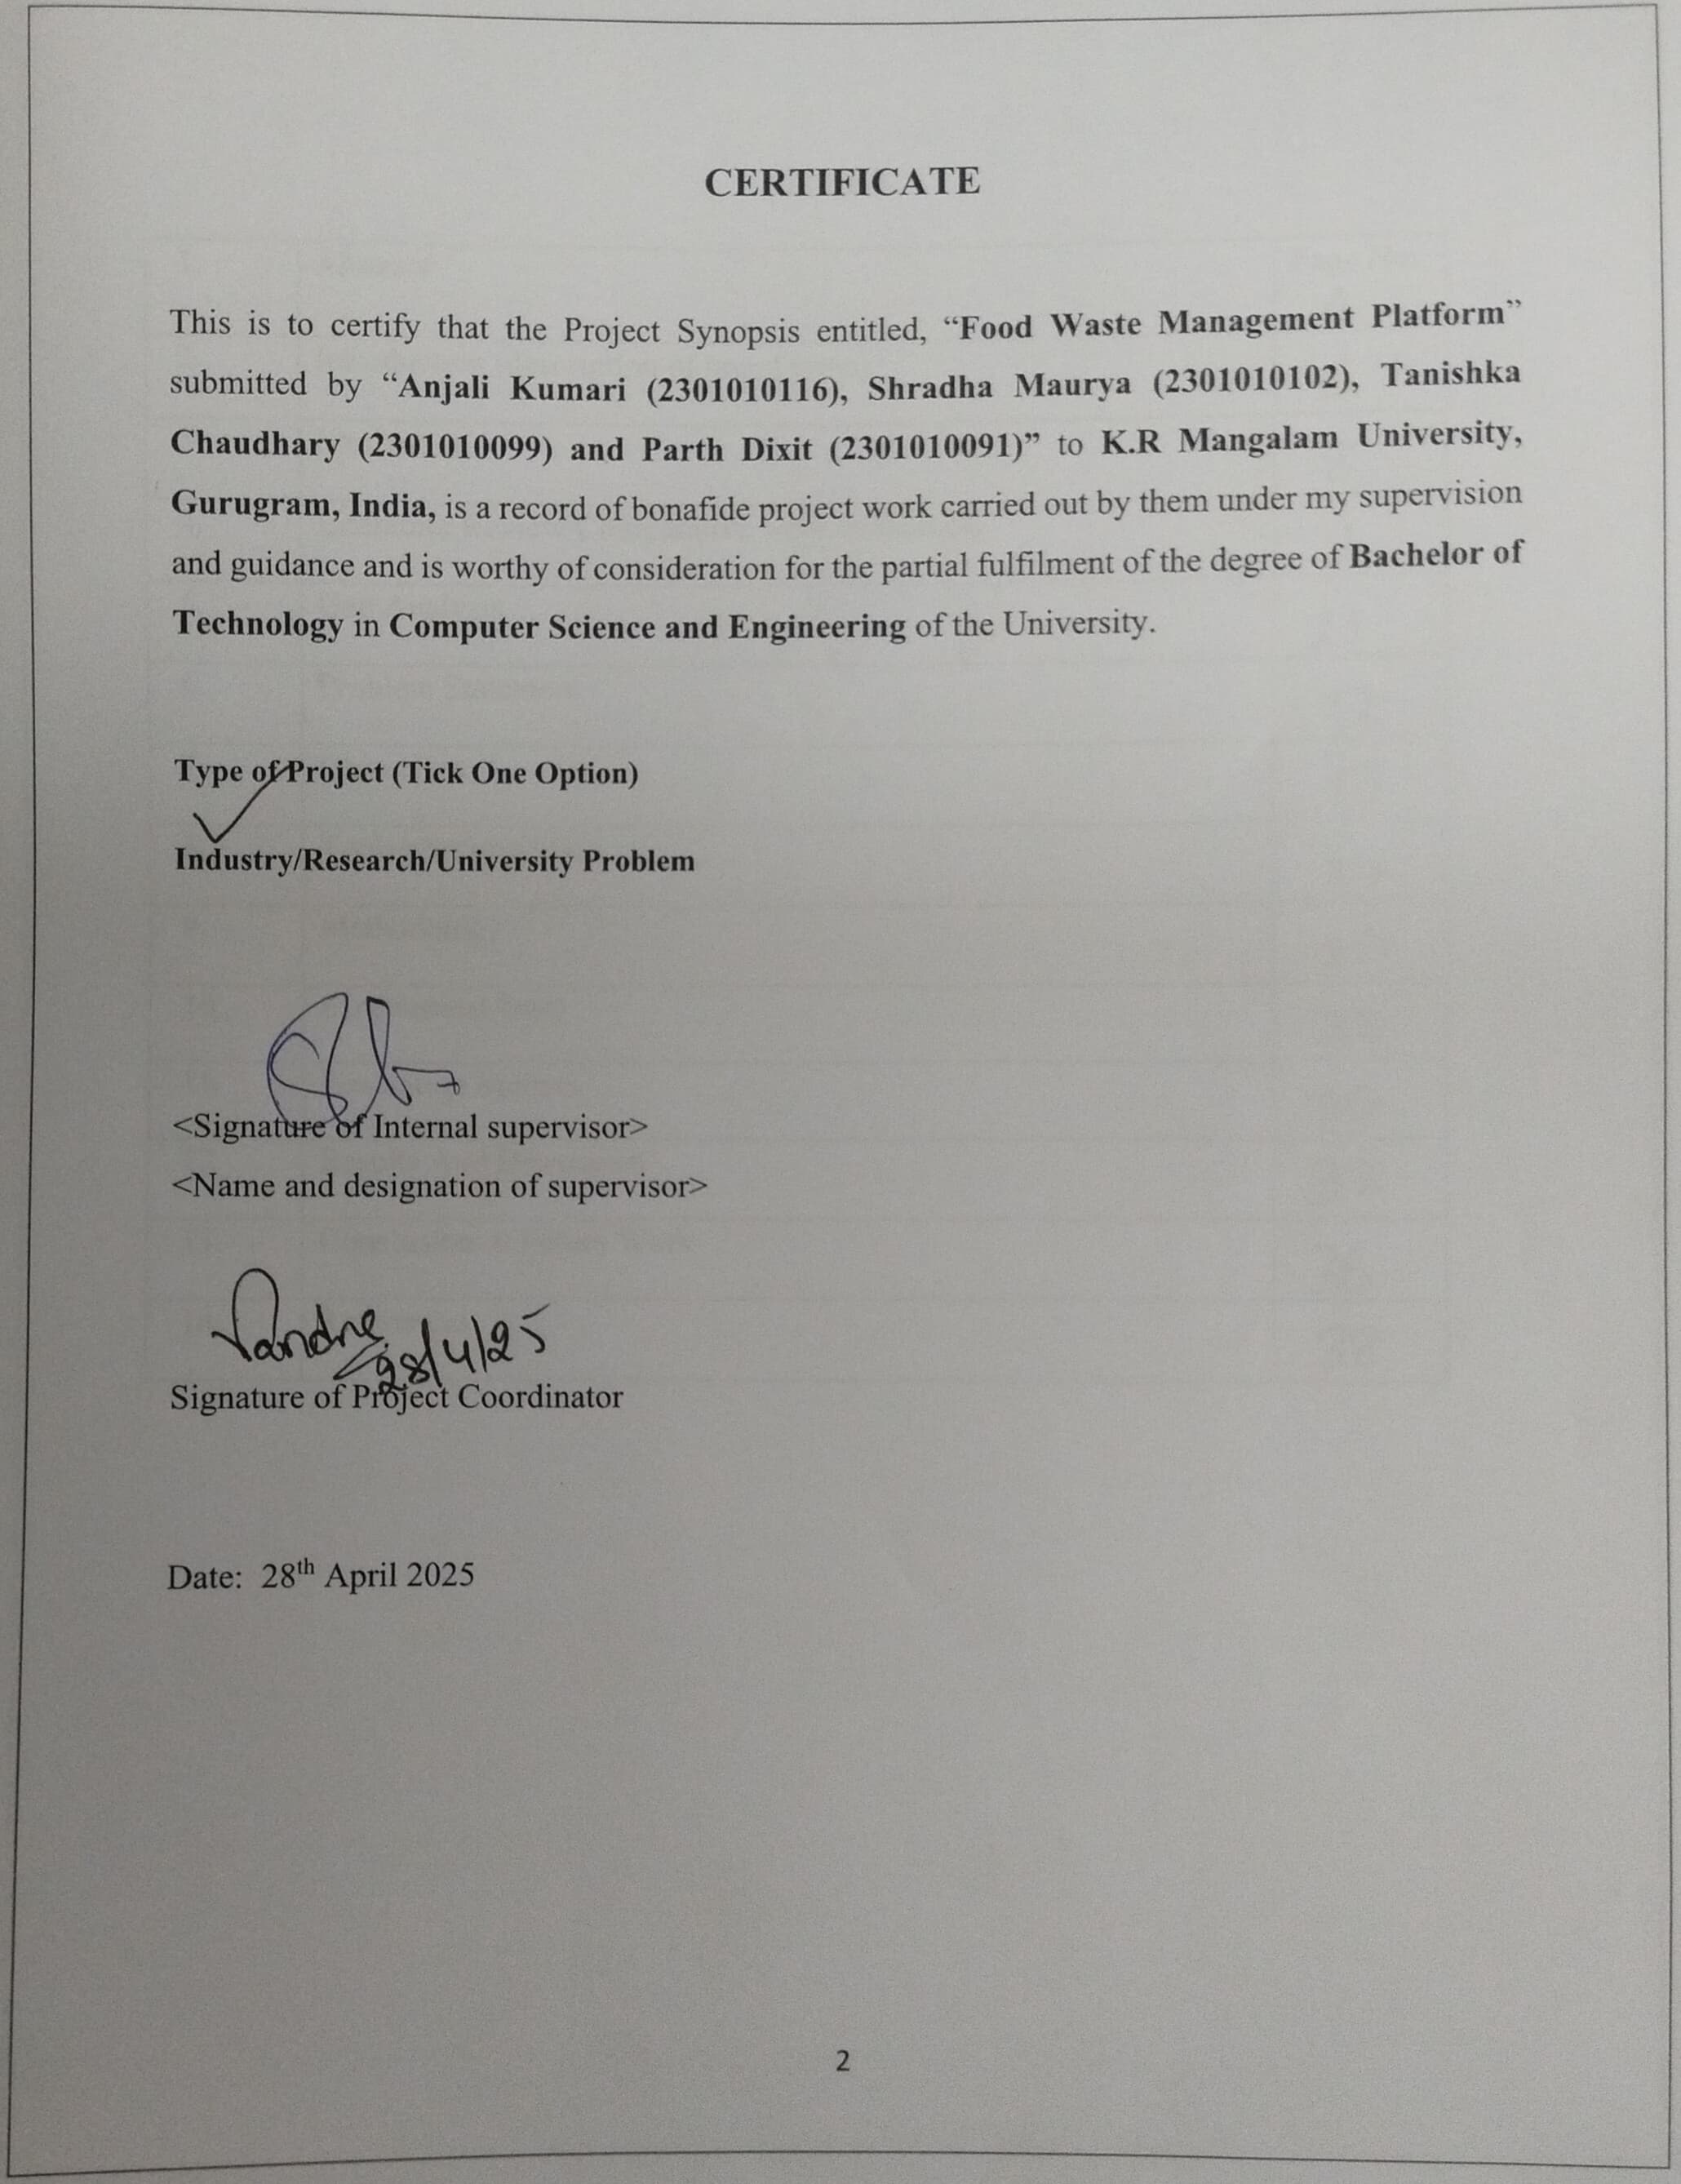 CERTIFICATE
This is to certify that the Project Synopsis entitled, “Food Waste Management Platform”
submitted by “Anjali Kumari (2301010116), Shradha Maurya (2301010102), Tanishka
Chaudhary (2301010099) and Parth Dixit (2301010091)” to K.R Mangalam University,
Gurugram, India, is a record of bonafide project work carried out by them under my supervision
and guidance and is worthy of consideration for the partial fulfilment of the degree of Bachelor of
Technology in Computer Science and Engineering of the University.
Type of Project (Tick One Option)
Industry/Research/University Problem
<Signature of Internal supervisor>
<Name and designation of supervisor>
28/4/25
Signature of Project Coordinator
Date: 28th April 2025
2